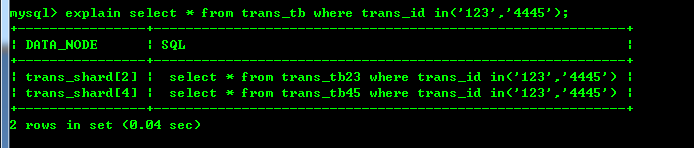 mysql> explain select * from trans_tb where trans_id in('123','4445');
+---------------+-------------------------------------------------------------+
| DATA_NODE | SQL |
+---------------+-------------------------------------------------------------+
| trans_shard[2] | select * from trans_tb23 where trans_id in('123','4445') |
| trans_shard[4] | select * from trans_tb45 where trans_id in('123','4445') |
+---------------+-------------------------------------------------------------+
2 rows in set (0.04 sec)